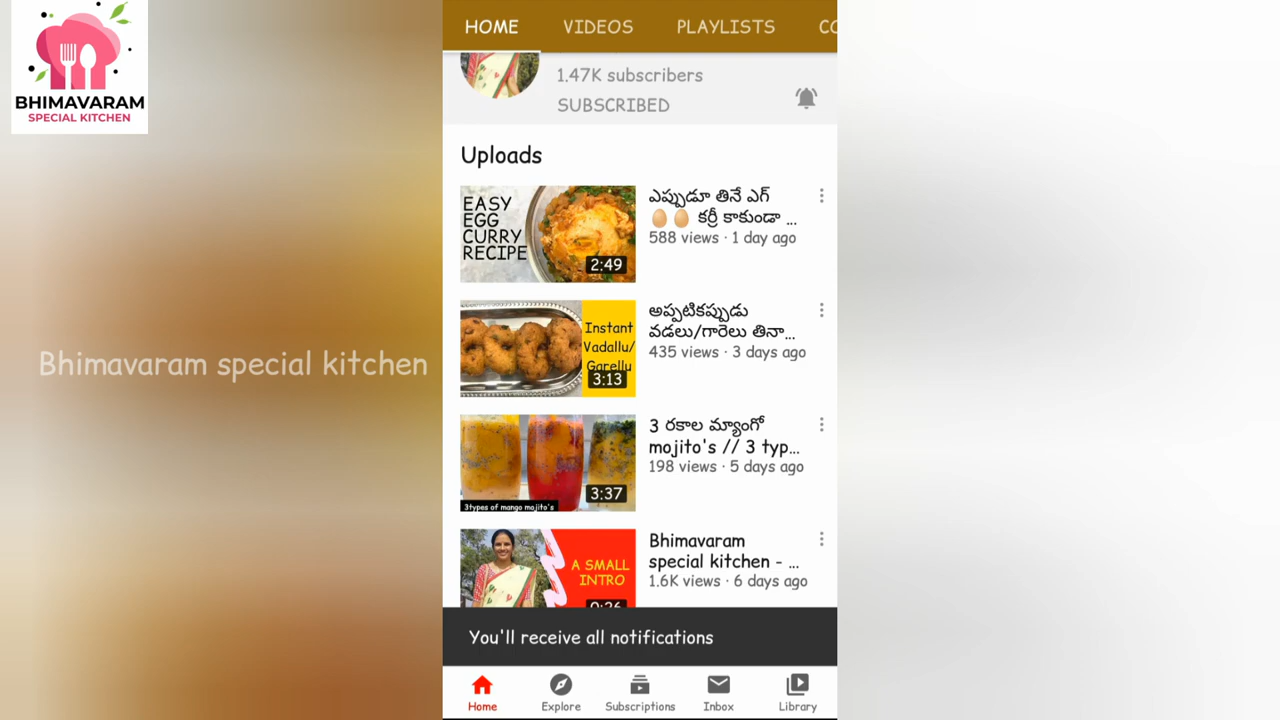 BHIMAVARAM
SPECIAL KITCHEN
Bhimavaram special kitchen
HOME VIDEOS PLAYLISTS CO
1.47K subscribers
SUBSCRIBED
Uploads
EASY
EGG
CURRY
RECIPE
2:49
ఎప్పుడూ తినే ఎగ్
🥚🥚 కర్రీ కాకుండా ...
588 views · 1 day ago
Instant
Vadallu/
Garellu
3:13
అప్పటికప్పుడు
వడలు/గారెలు తినా...
435 views · 3 days ago
3types of mango mojito's
3:37
3 రకాల మ్యాంగో
mojito's // 3 typ...
198 views · 5 days ago
A SMALL
INTRO
0:26
Bhimavaram
special kitchen - ...
1.6K views · 6 days ago
You'll receive all notifications
Home Explore Subscriptions Inbox Library